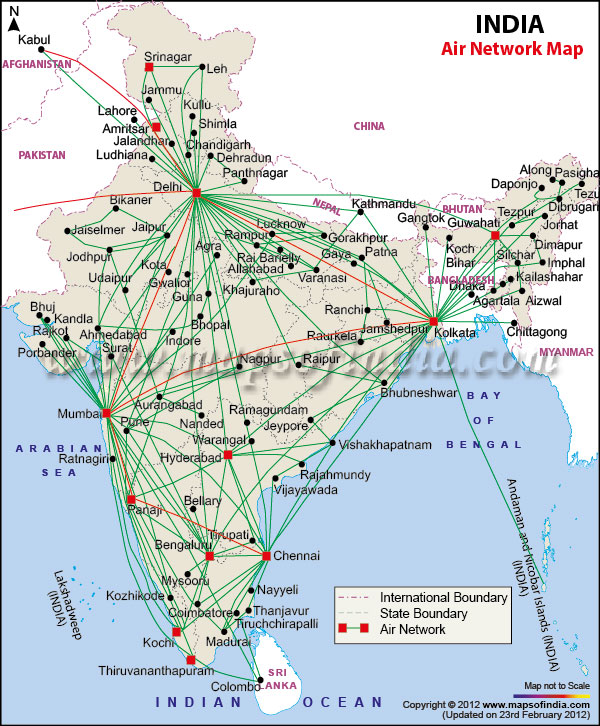 N
INDIA
Air Network Map
Kabul
AFGHANISTAN
Srinagar
Leh
Jammu
Kullu
Lahore
Shimla
Amritsar
CHINA
Jalandhar
Chandigarh
PAKISTAN
Ludhiana
Dehradun
Panthnagar
Delhi
Along
Pasighat
Daponjo
Tezu
Bikaner
NEPAL
Kathmandu
BHUTAN
Dibrugarh
Gangtok
Guwahati
Tezpur
Jorhat
Jaiselmer
Jaipur
Lucknow
Rampur
Gorakhpur
Koch
Bihar
Dimapur
Jodhpur
Agra
Rai Barielly
Gaya
Patna
Silchar
Imphal
Kota
Allahabad
Varanasi
BANGLADESH
Kailashahar
Udaipur
Gwalior
Khajuraho
Dhaka
Guna
Agartala
Aizwal
Bhuj
Kandla
Ranchi
Rajkot
Ahmedabad
Bhopal
Jamshedpur
Kolkata
Chittagong
Porbander
Surat
Indore
Raurkela
MYANMAR
Nagpur
Raipur
www.mapsofindia.com
Bhubneshwar
BAY
OF
BENGAL
Mumbai
Aurangabad
Pune
Nanded
Ramagundam
Jeypore
Warangal
Vishakhapatnam
ARABIAN
SEA
Ratnagiri
Hyderabad
Rajahmundy
Vijayawada
Panaji
Bellary
Tirupati
Andaman and Nicobar Islands (INDIA)
(INDIA)
Bengaluru
Chennai
Lakshadweep
(INDIA)
Mysooru
Kozhikode
Nayyeli
Coimbatore
Thanjavur
Tiruchchirapalli
Kochi
Madurai
Thiruvananthapuram
SRI
LANKA
Colombo
INDIAN OCEAN
International Boundary
State Boundary
Air Network
Map not to Scale
Copyright © 2012 www.mapsofindia.com
(Updated on 23rd February 2012)